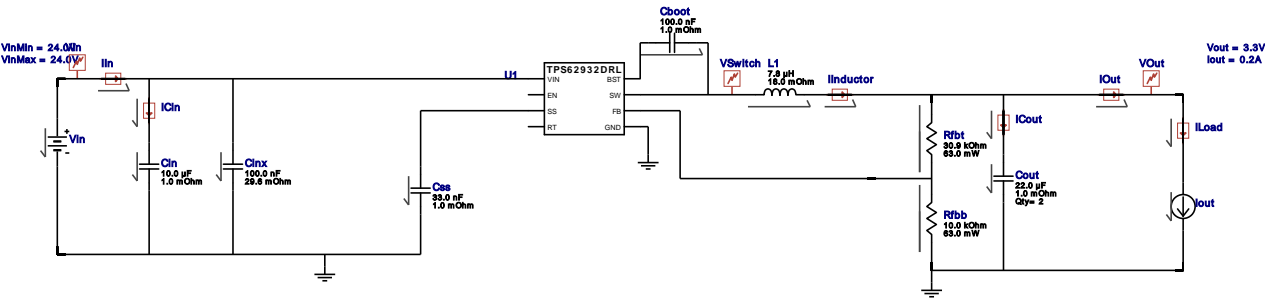 Cboot
100.0 nF
1.0 mOhm
VinMin = 24.0V
VinMax = 24.0V
Vin
Iin
U1
TPS62932DRL
VIN
BST
EN
SW
SS
FB
RT
GND
VSwitch
L1
7.8 µH
16.0 mOhm
IInductor
IOut
VOut
Vout = 3.3V
Iout = 0.2A
ICin
Vin
Cin
10.0 µF
1.0 mOhm
Cinx
100.0 nF
29.6 mOhm
Css
33.0 nF
1.0 mOhm
Rfbt
30.9 kOhm
63.0 mW
ICout
Cout
22.0 µF
1.0 mOhm
Qty= 2
Rfbb
10.0 kOhm
63.0 mW
ILoad
Iout